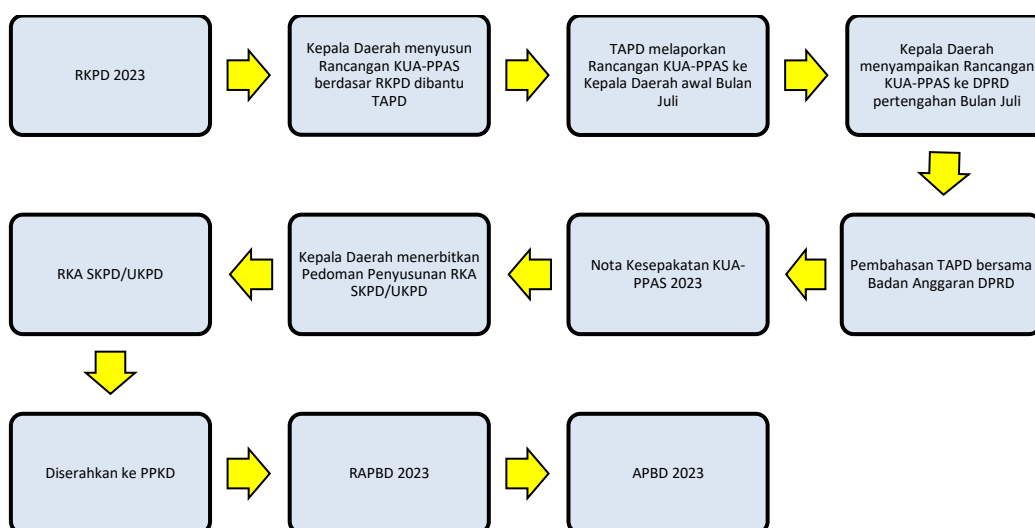 RKPD 2023
Kepala Daerah menyusun
Rancangan KUA-PPAS
berdasar RKPD dibantu
TAPD
TAPD melaporkan
Rancangan KUA-PPAS ke
Kepala Daerah awal Bulan
Juli
Kepala Daerah
menyampaikan Rancangan
KUA-PPAS ke DPRD
pertengahan Bulan Juli
Pembahasan TAPD bersama
Badan Anggaran DPRD
Nota Kesepakatan KUA-
PPAS 2023
Kepala Daerah menerbitkan
Pedoman Penyusunan RKA
SKPD/UKPD
RKA SKPD/UKPD
Diserahkan ke PPKD
RAPBD 2023
APBD 2023